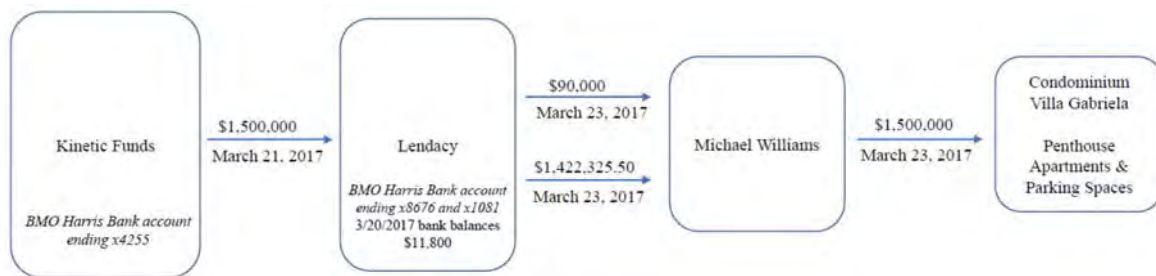 Kinetic Funds
BMO Harris Bank account
ending x4255
$1,500,000
March 21, 2017
Lendacy
BMO Harris Bank account
ending x8676 and x1081
3/20/2017 bank balances
$11,800
$90,000
March 23, 2017
$1,422,325.50
March 23, 2017
Michael Williams
$1,500,000
March 23, 2017
Condominium
Villa Gabriela
Penthouse
Apartments &
Parking Spaces